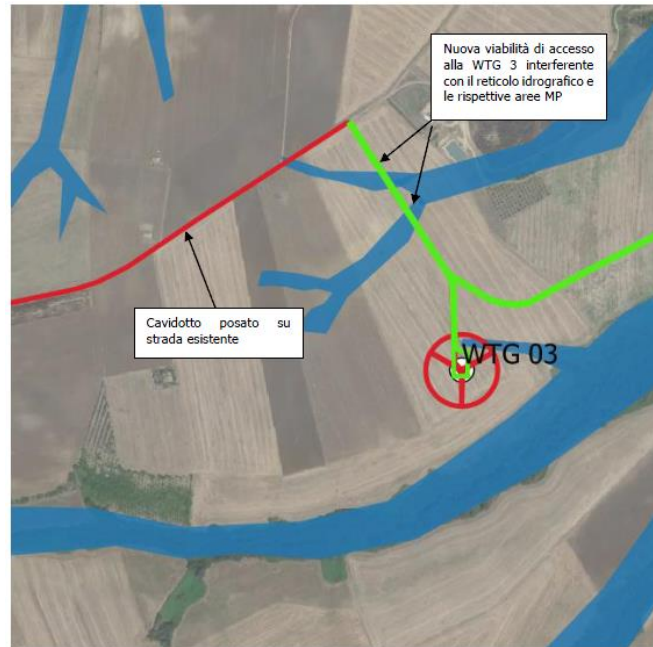 Nuova viabilità di accesso
alla WTG 3 interferente
con il reticolo idrografico e
le rispettive aree MP
Cavidotto posato su
strada esistente
WTG 03